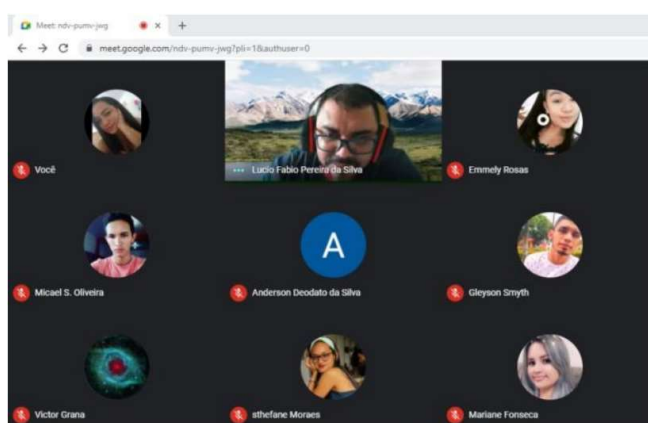 Meet: ndv-pumv-jwg
meet.google.com/ndv-pumv-jwg?pli=1&authuser=0
Você
Lucio Fabio Pereira da Silva
Emmely Rosas
Micael S. Oliveira
A
Anderson Deodato da Silva
Gleyson Smyth
Victor Grana
sthefane Moraes
Mariane Fonseca